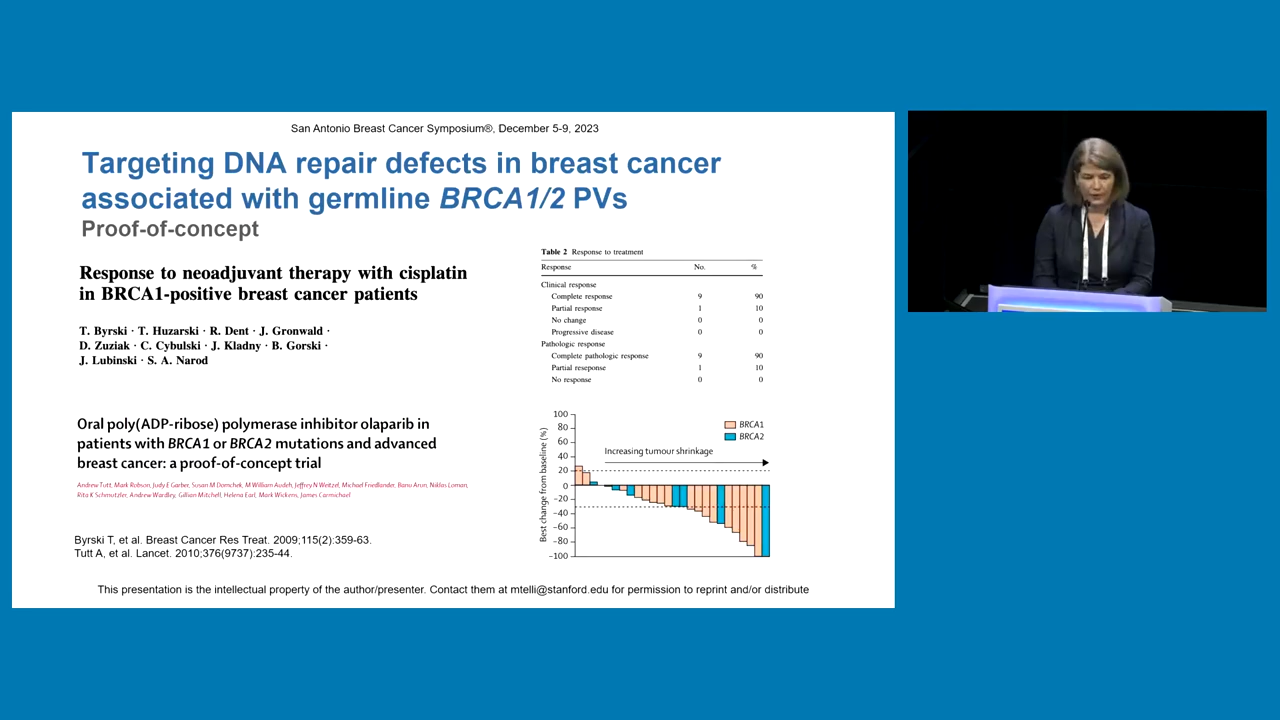 San Antonio Breast Cancer Symposium®, December 5-9, 2023
Targeting DNA repair defects in breast cancer
associated with germline BRCA1/2 PVs
Proof-of-concept
Response to neoadjuvant therapy with cisplatin
in BRCA1-positive breast cancer patients
T. Byrski · T. Huzarski · R. Dent · J. Gronwald ·
D. Zuziak · C. Cybulski · J. Kladny · B. Gorski ·
J. Lubinski · S. A. Narod
Table 2 Response to treatment
Response No. %
Clinical response
Complete response 9 90
Partial response 1 10
No change 0 0
Progressive disease 0 0
Pathologic response
Complete pathologic response 9 90
Partial reseponse 1 10
No response 0 0
Oral poly(ADP-ribose) polymerase inhibitor olaparib in
patients with BRCA1 or BRCA2 mutations and advanced
breast cancer: a proof-of-concept trial
Andrew Tutt, Mark Robson, Judy E Garber, Susan M Domchek, M William Audeh, Jeffrey N Weitzel, Michael Friedlander, Banu Arun, Niklas Loman,
Rita K Schmutzler, Andrew Wardley, Gillian Mitchell, Helena Earl, Mark Wickens, James Carmichael
Best change from baseline (%)
100
80
60
40
20
0
−20
−40
−60
−80
−100
BRCA1
BRCA2
Increasing tumour shrinkage
Byrski T, et al. Breast Cancer Res Treat. 2009;115(2):359-63.
Tutt A, et al. Lancet. 2010;376(9737):235-44.
This presentation is the intellectual property of the author/presenter. Contact them at mtelli@stanford.edu for permission to reprint and/or distribute